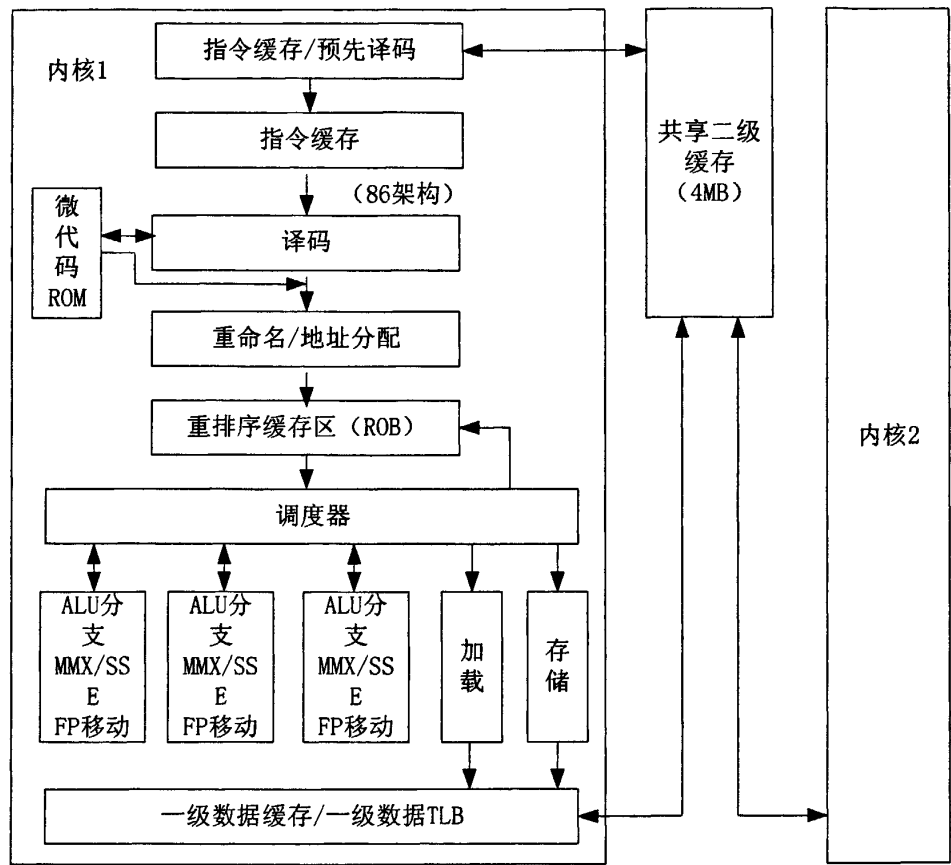 内核1
指令缓存/预先译码
指令缓存
(86架构)
微
代
码
ROM
译码
重命名/地址分配
重排序缓存区（ROB）
调度器
ALU分
支
MMX/SS
E
FP移动
ALU分
支
MMX/SS
E
FP移动
ALU分
支
MMX/SS
E
FP移动
加
载
存
储
一级数据缓存/一级数据TLB
共享二级
缓存
(4MB)
内核2